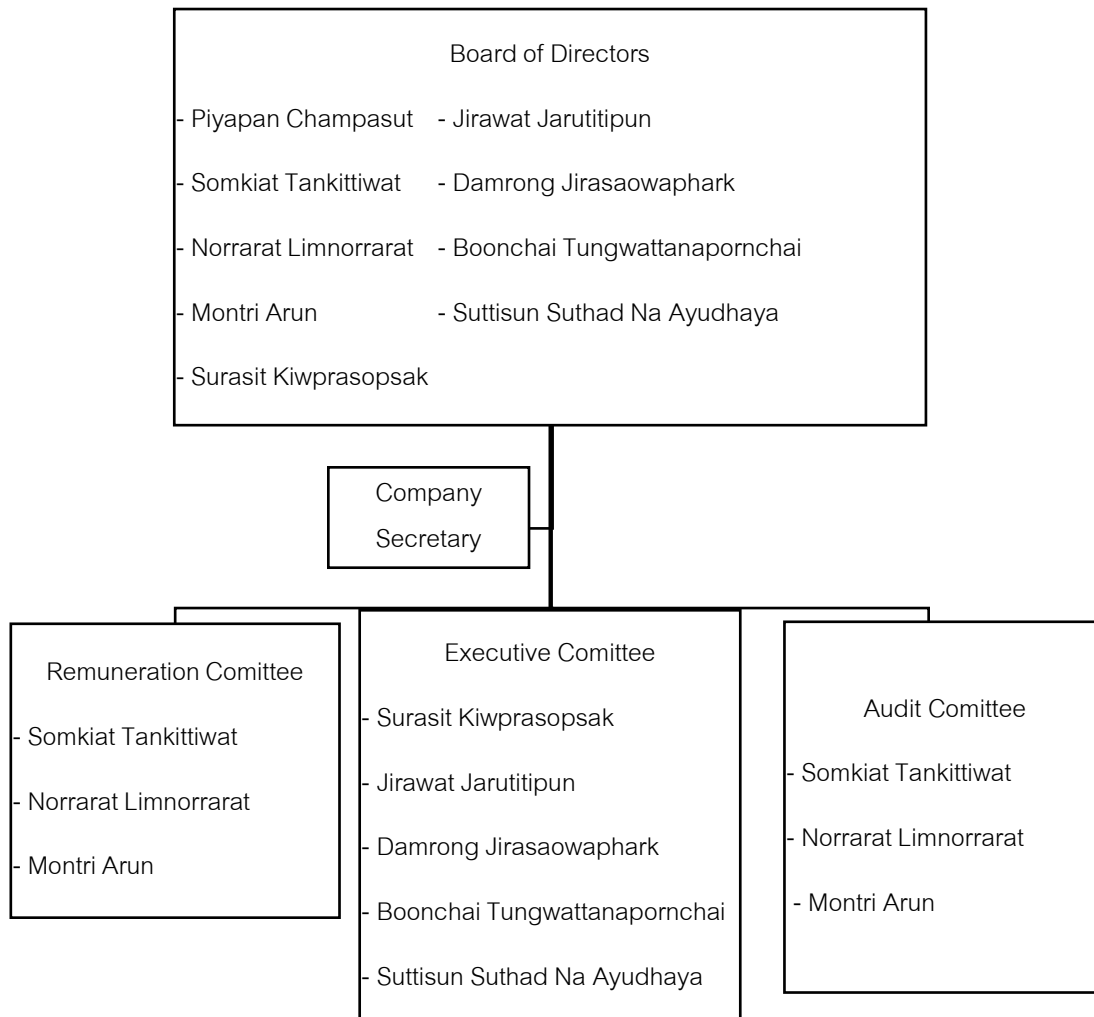 Board of Directors
- Piyapan Champasut - Jirawat Jarutitipun
- Somkiat Tankittiwat - Damrong Jirasaowaphark
- Norrarat Limnorrarat - Boonchai Tungwattanapornchai
- Montri Arun - Suttisun Suthad Na Ayudhaya
- Surasit Kiwprasopsak
Company
Secretary
Remuneration Comittee
- Somkiat Tankittiwat
- Norrarat Limnorrarat
- Montri Arun
Executive Comittee
- Surasit Kiwprasopsak
- Jirawat Jarutitipun
- Damrong Jirasaowaphark
- Boonchai Tungwattanapornchai
- Suttisun Suthad Na Ayudhaya
Audit Comittee
- Somkiat Tankittiwat
- Norrarat Limnorrarat
- Montri Arun